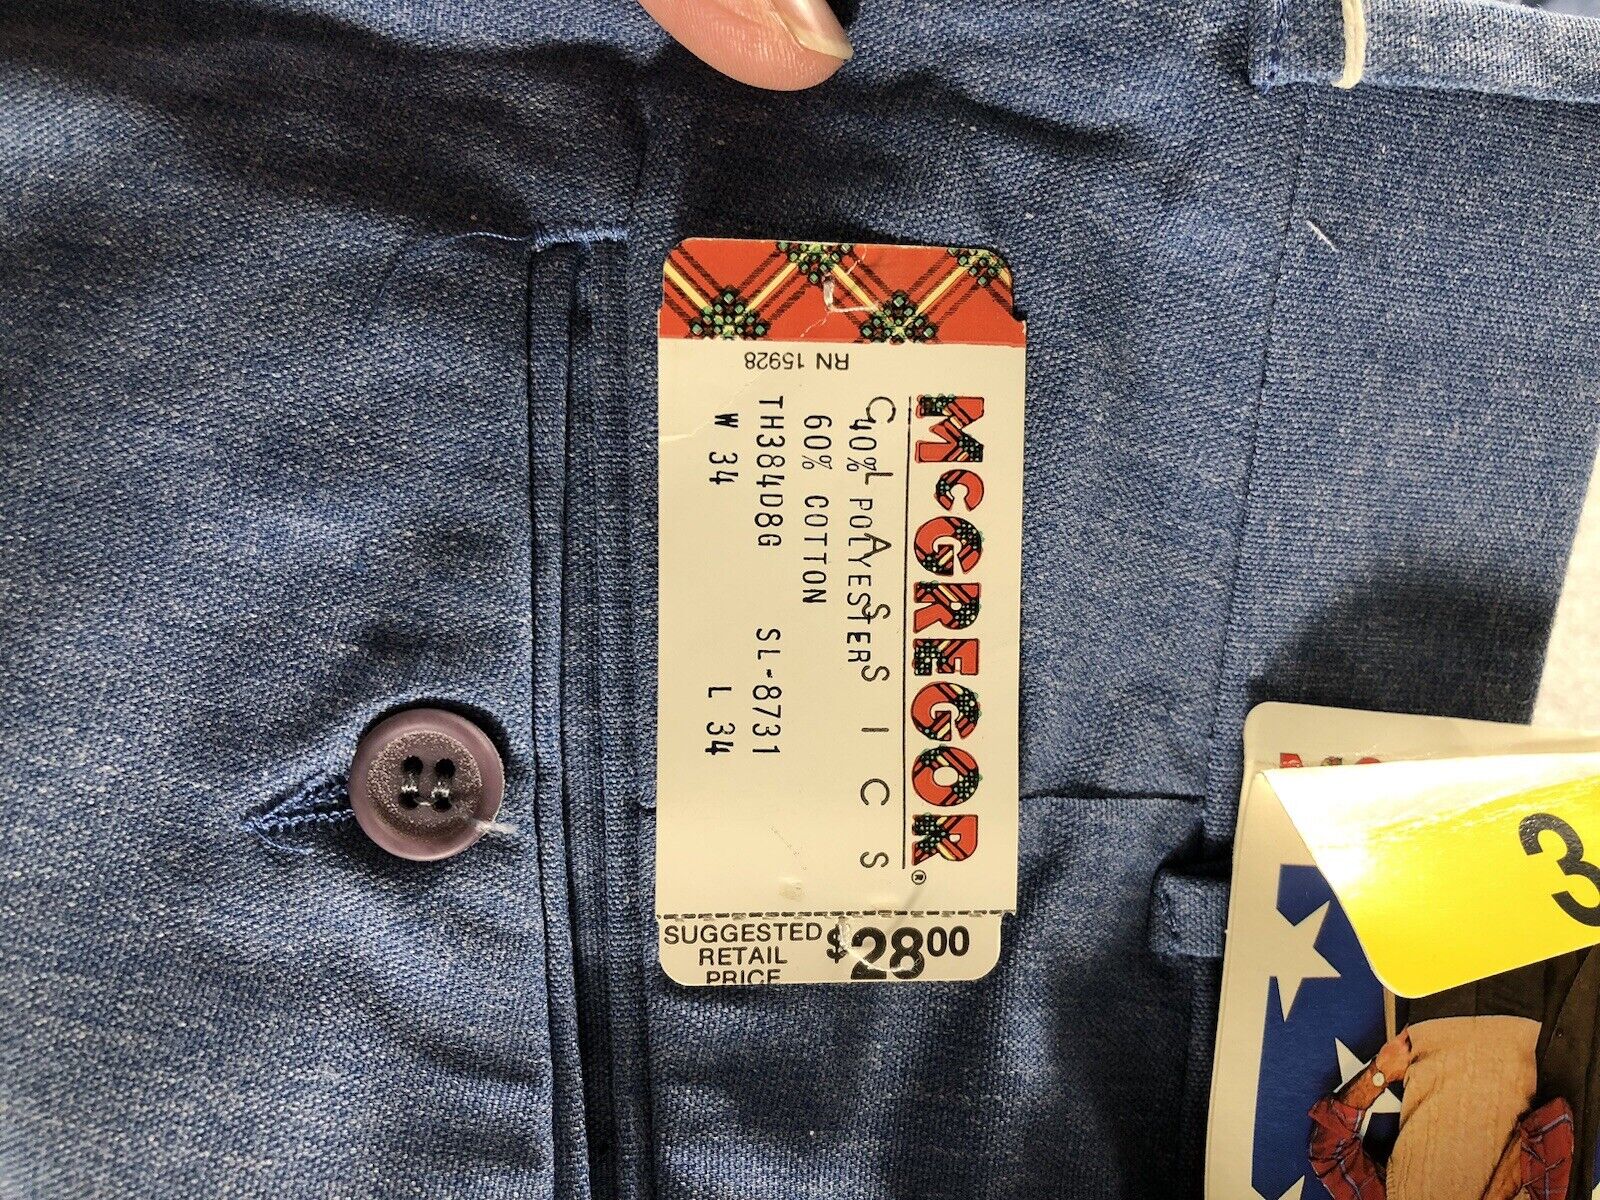 RN 15928
McGREGOR®
CLASSICS
40% POLYESTER
60% COTTON
TH384D8G SL-8731
W 34 L 34
SUGGESTED
RETAIL
PRICE
$28.00
3